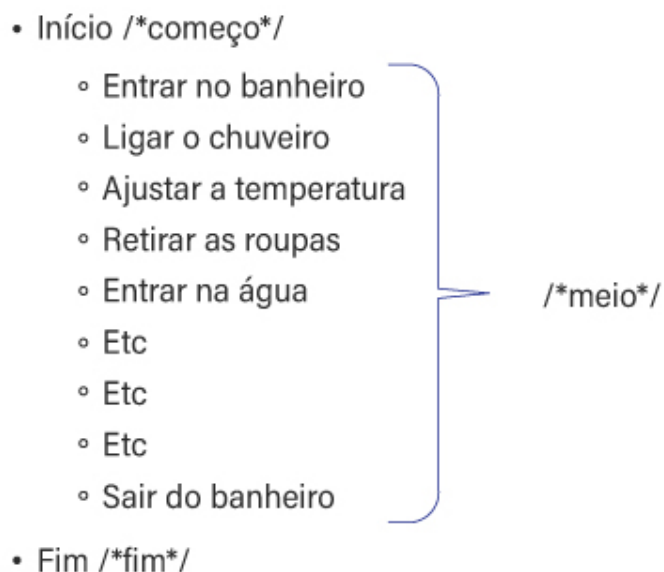 • Início /*começo*/
∘ Entrar no banheiro
∘ Ligar o chuveiro
∘ Ajustar a temperatura
∘ Retirar as roupas
∘ Entrar na água
/*meio*/
∘ Etc
∘ Etc
∘ Etc
∘ Sair do banheiro
• Fim /*fim*/